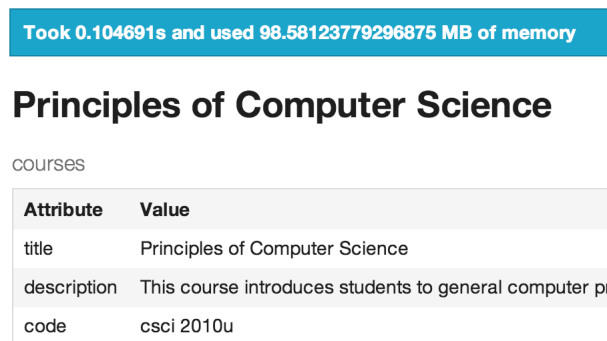 Took 0.104691s and used 98.58123779296875 MB of memory
Principles of Computer Science
courses
Attribute Value
title Principles of Computer Science
description This course introduces students to general computer
code csci 2010u